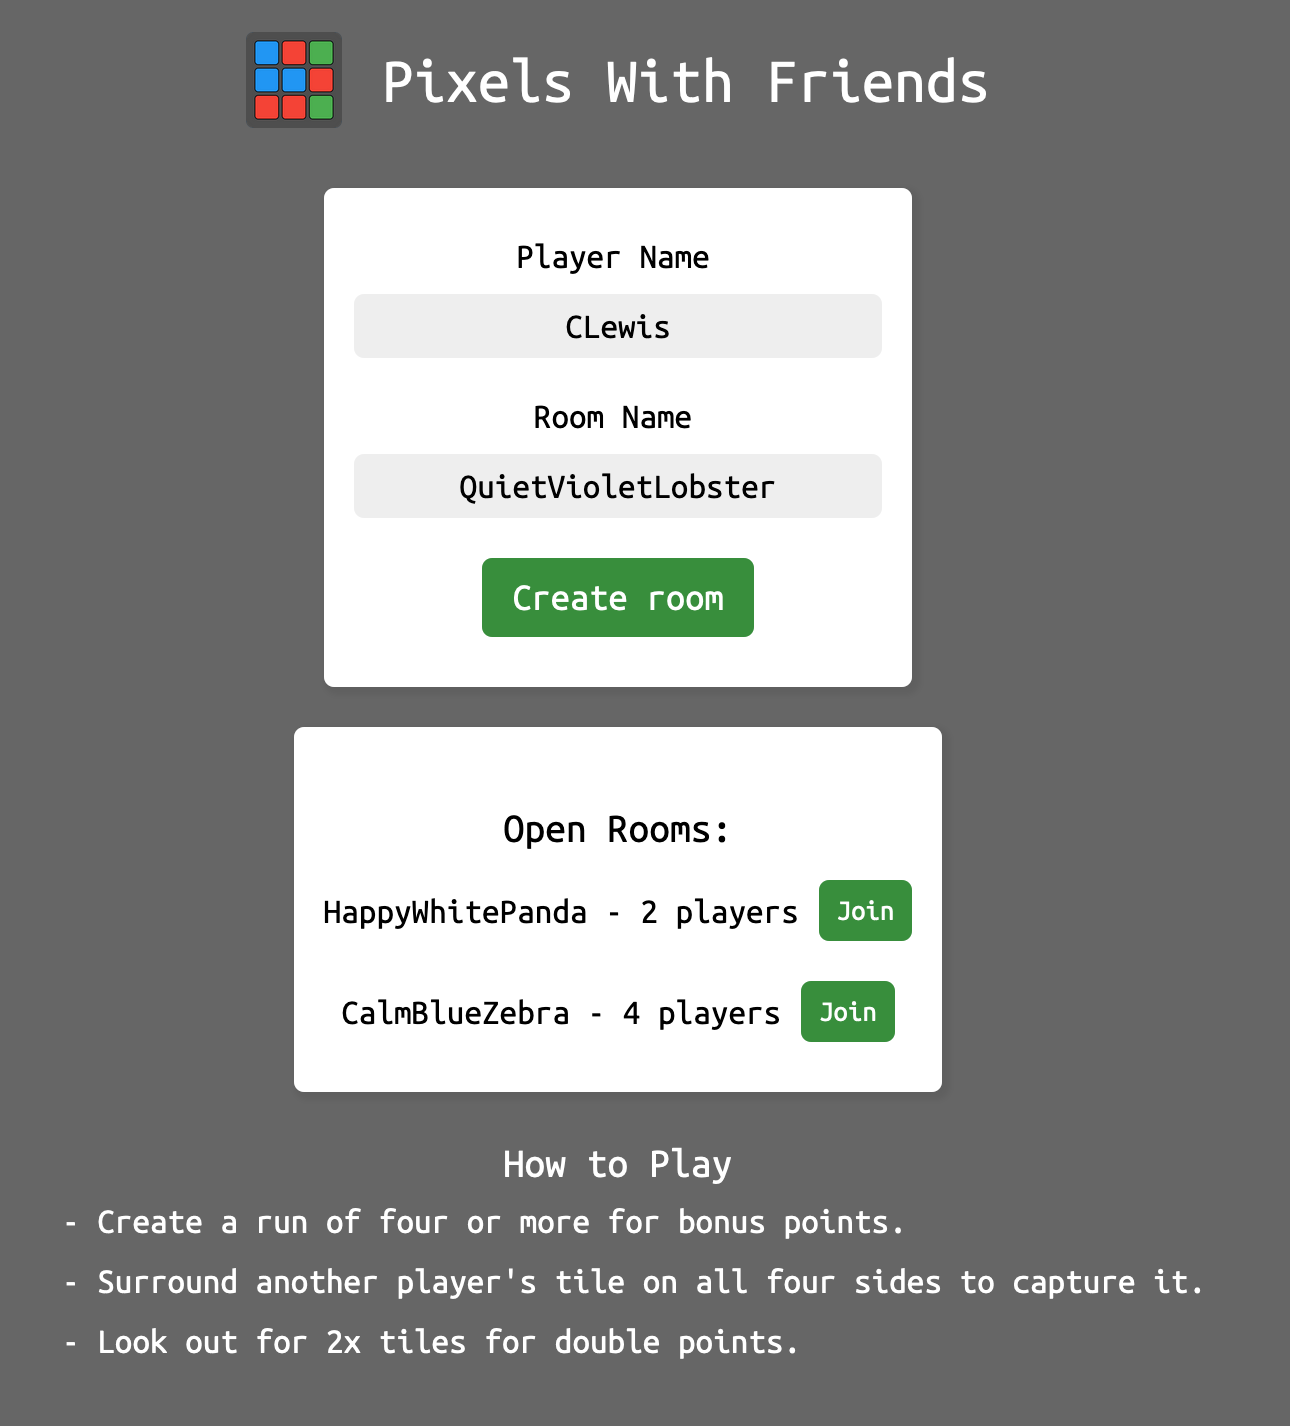 Pixels With Friends
Player Name
CLewis
Room Name
QuietVioletLobster
Create room
Open Rooms:
HappyWhitePanda - 2 players Join
CalmBlueZebra - 4 players Join
How to Play
- Create a run of four or more for bonus points.
- Surround another player's tile on all four sides to capture it.
- Look out for 2x tiles for double points.